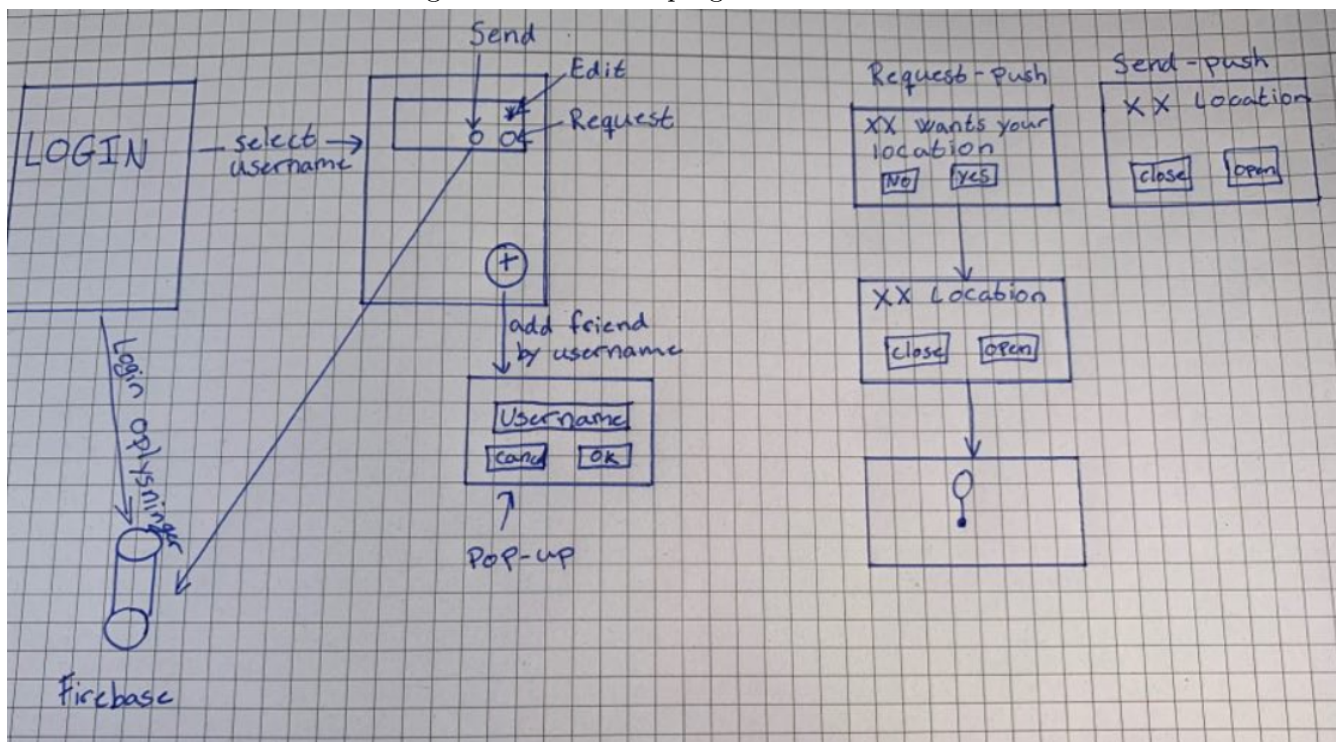 Send
Edit
Request
LOGIN
select
username
add friend
by username
Username
Canc
OK
Pop-up
Login oplysninger
Firebase
Request-push
XX wants your
location
No
yes
XX Location
close
open
Send-push
XX Location
close
open